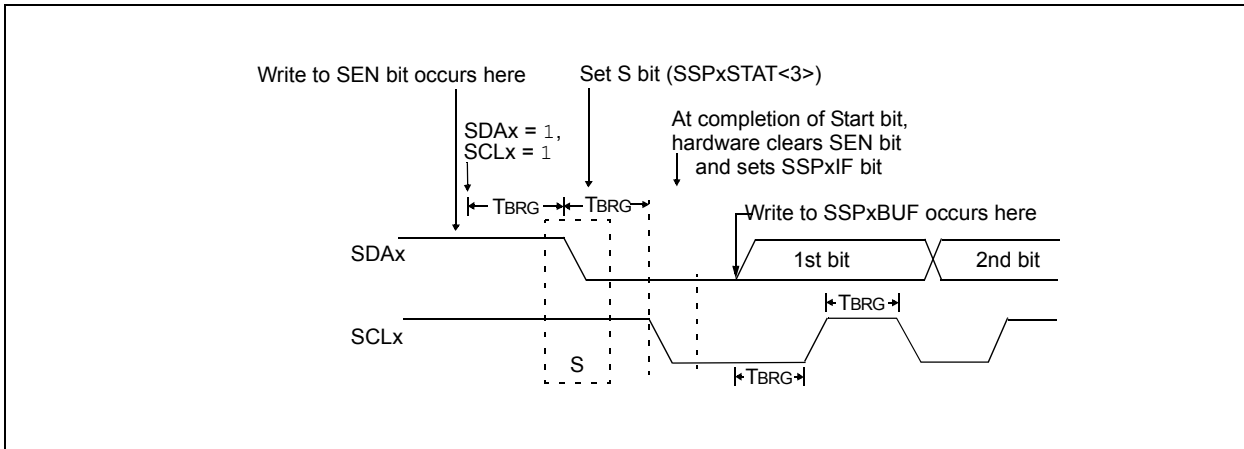 Write to SEN bit occurs here
Set S bit (SSPxSTAT<3>)
SDAx = 1,
SCLx = 1
At completion of Start bit,
hardware clears SEN bit
and sets SSPxIF bit
TBRG
TBRG
Write to SSPxBUF occurs here
SDAx
1st bit
2nd bit
TBRG
SCLx
S
TBRG